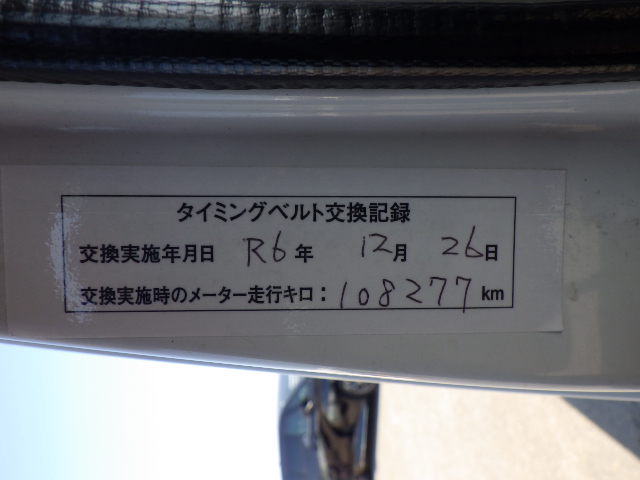 タイミングベルト交換記録
交換実施年月日 R6年 12月 26日
交換実施時のメーター走行キロ：108277km